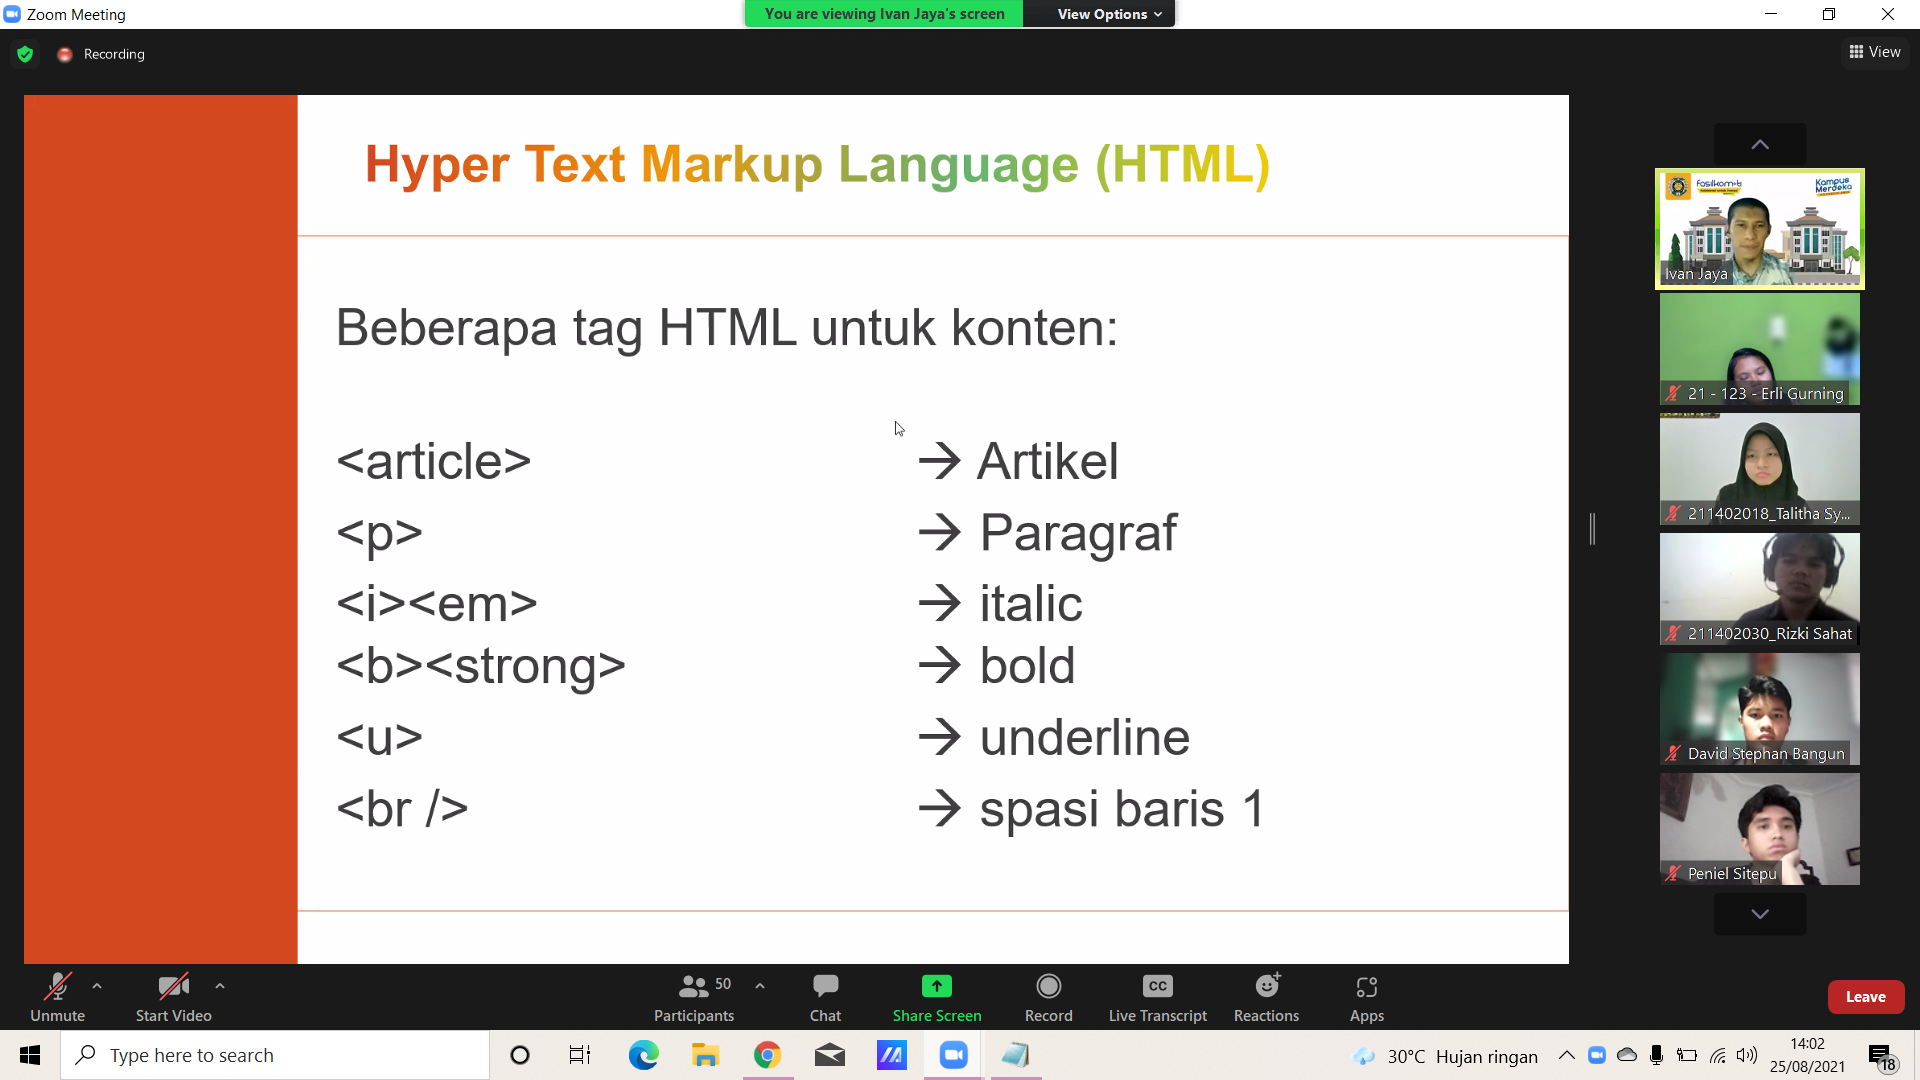 Zoom Meeting
You are viewing Ivan Jaya's screen
View Options
Recording
View
Hyper Text Markup Language (HTML)
Beberapa tag HTML untuk konten:
<article> → Artikel
<p> → Paragraf
<i><em> → italic
<b><strong> → bold
<u> → underline
<br /> → spasi baris 1
Fasilkom
Kampus
Merdeka
Ivan Jaya
21 - 123 - Erli Gurning
211402018_Talitha Sy...
211402030_Rizki Sahat
David Stephan Bangun
Peniel Sitepu
Unmute
Start Video
50
Participants
Chat
Share Screen
Record
CC
Live Transcript
Reactions
Apps
Leave
Type here to search
30°C Hujan ringan
14:02
25/08/2021
18